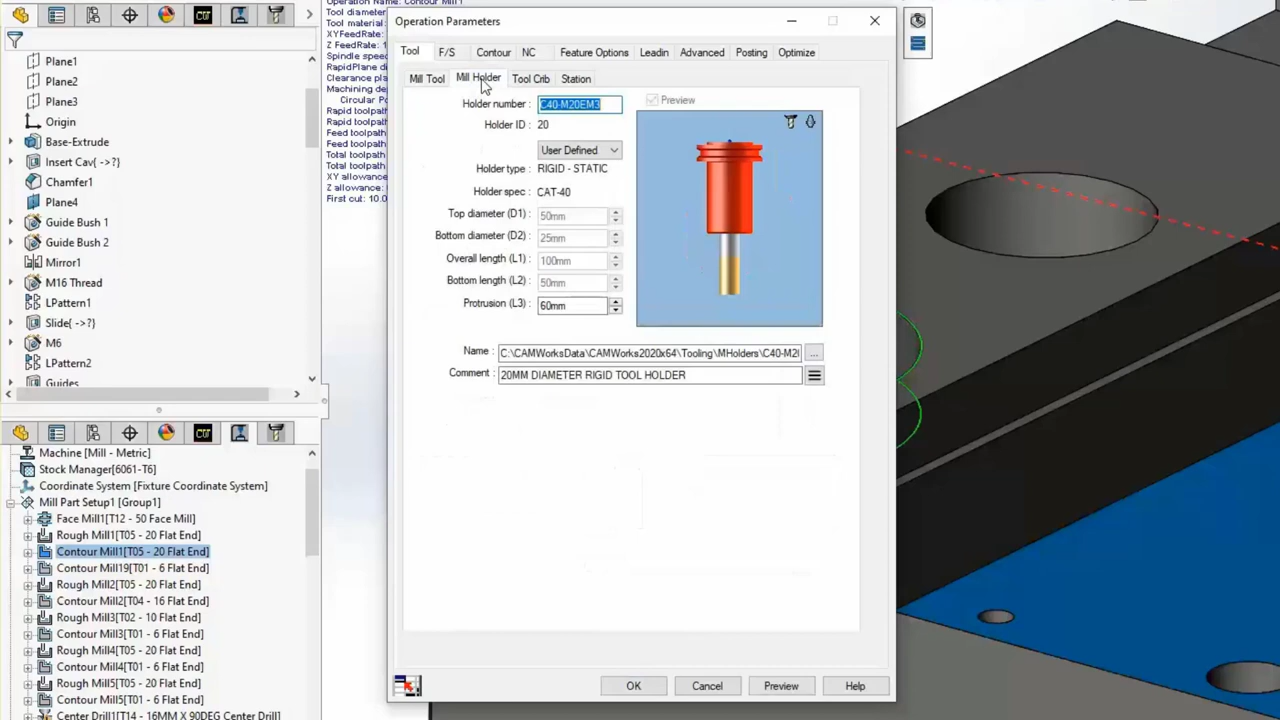 Operation Name: Contour Mill1
Tool diameter
Tool material:
XYFeedRate:
Z FeedRate: 1
Spindle speed
RapidPlane di
Clearance pla
Machining dep
Circular Po
Rapid toolpath
Rapid toolpath
Feed toolpath
Feed toolpath
Total toolpath
Total toolpath
XY allowance
Z allowance:
First cut: 10.0
Plane1
Plane2
Plane3
Origin
Base-Extrude
Insert Cav{ ->?}
Chamfer1
Plane4
Guide Bush 1
Guide Bush 2
Mirror1
M16 Thread
LPattern1
Slide{ ->?}
M6
LPattern2
Guides
Machine [Mill - Metric]
Stock Manager[6061-T6]
Coordinate System [Fixture Coordinate System]
Mill Part Setup1 [Group1]
Face Mill1[T12 - 50 Face Mill]
Rough Mill1[T05 - 20 Flat End]
Contour Mill1[T05 - 20 Flat End]
Contour Mill19[T01 - 6 Flat End]
Rough Mill2[T05 - 20 Flat End]
Contour Mill2[T04 - 16 Flat End]
Rough Mill3[T02 - 10 Flat End]
Contour Mill3[T01 - 6 Flat End]
Rough Mill4[T05 - 20 Flat End]
Contour Mill4[T01 - 6 Flat End]
Rough Mill5[T05 - 20 Flat End]
Contour Mill5[T01 - 6 Flat End]
Center Drill1[T14 - 16MM X 90DEG Center Drill]
Operation Parameters
Tool F/S Contour NC Feature Options Leadin Advanced Posting Optimize
Mill Tool Mill Holder Tool Crib Station
Holder number : C40-M20EM3
Preview
Holder ID : 20
User Defined
Holder type : RIGID - STATIC
Holder spec : CAT-40
Top diameter (D1) : 50mm
Bottom diameter (D2) : 25mm
Overall length (L1) : 100mm
Bottom length (L2) : 50mm
Protrusion (L3) : 60mm
Name : C:\CAMWorksData\CAMWorks2020x64\Tooling\MHolders\C40-M2( ...
Comment : 20MM DIAMETER RIGID TOOL HOLDER
OK Cancel Preview Help